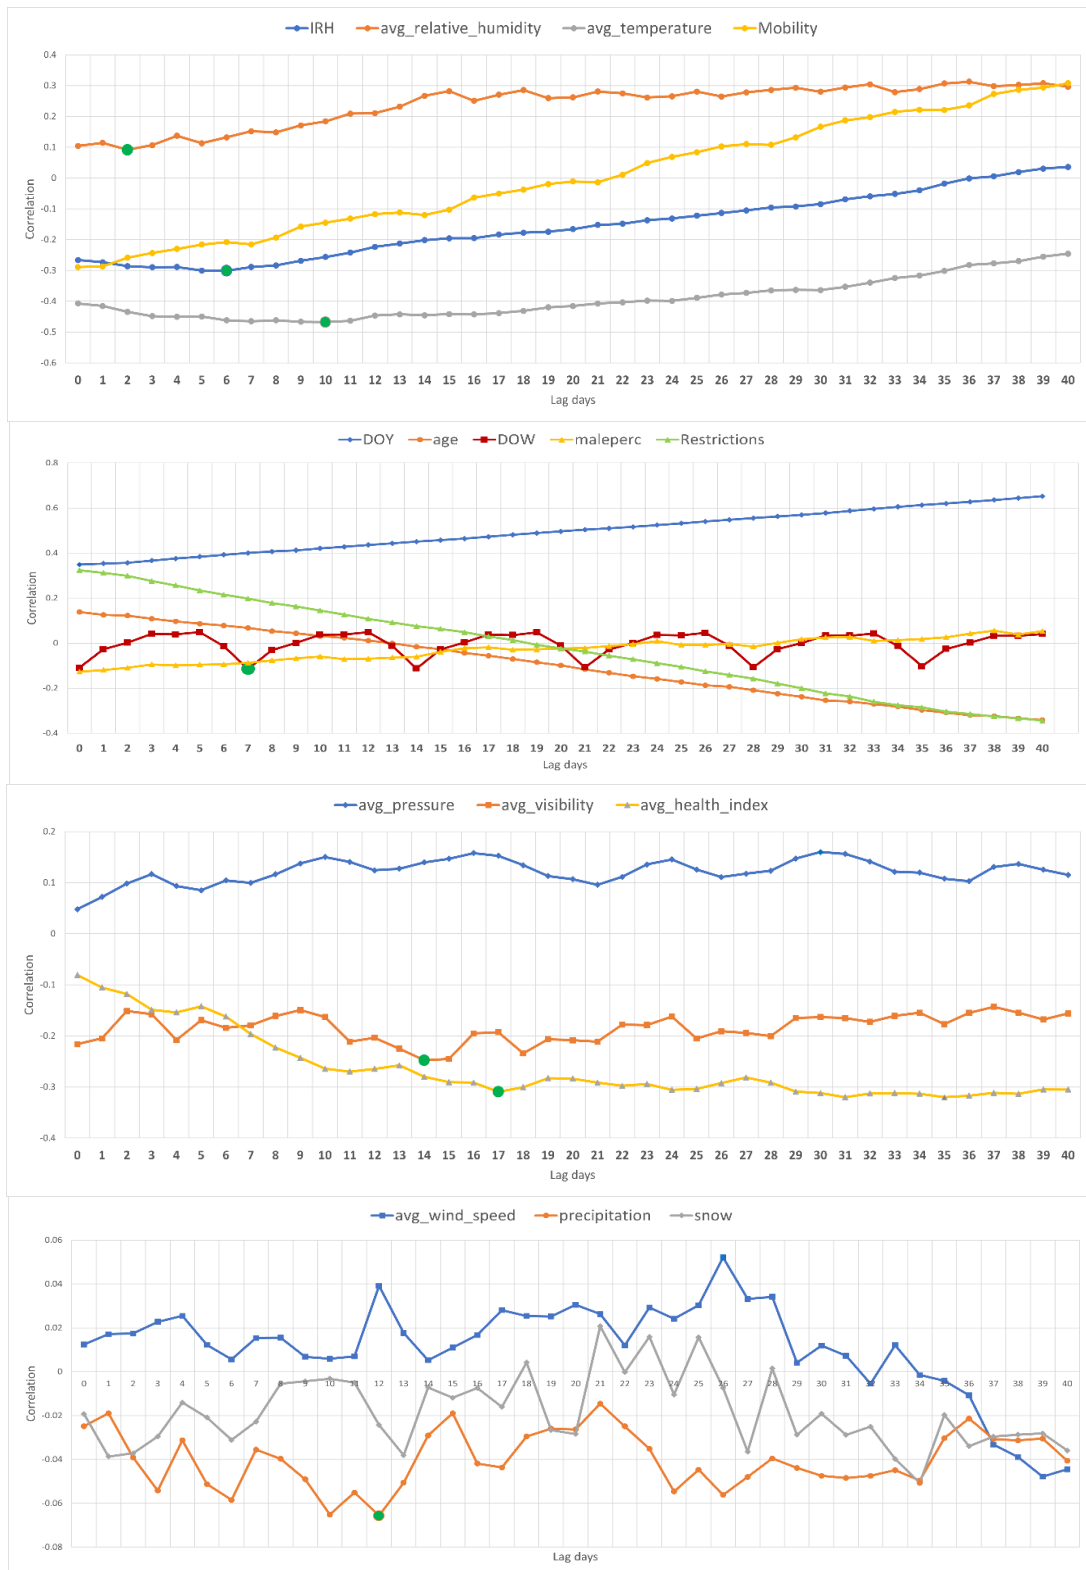 IRH avg_relative_humidity avg_temperature Mobility
0.4
0.3
0.2
0.1
0
-0.1
-0.2
-0.3
-0.4
-0.5
-0.6
Correlation
0 1 2 3 4 5 6 7 8 9 10 11 12 13 14 15 16 17 18 19 20 21 22 23 24 25 26 27 28 29 30 31 32 33 34 35 36 37 38 39 40
Lag days
DOY age DOW maleperc Restrictions
0.8
0.6
0.4
0.2
0
-0.2
-0.4
Correlation
0 1 2 3 4 5 6 7 8 9 10 11 12 13 14 15 16 17 18 19 20 21 22 23 24 25 26 27 28 29 30 31 32 33 34 35 36 37 38 39 40
Lag days
avg_pressure avg_visibility avg_health_index
0.2
0.1
0
-0.1
-0.2
-0.3
-0.4
Correlation
0 1 2 3 4 5 6 7 8 9 10 11 12 13 14 15 16 17 18 19 20 21 22 23 24 25 26 27 28 29 30 31 32 33 34 35 36 37 38 39 40
Lag days
avg_wind_speed precipitation snow
0.06
0.04
0.02
0
-0.02
-0.04
-0.06
-0.08
Correlation
0 1 2 3 4 5 6 7 8 9 10 11 12 13 14 15 16 17 18 19 20 21 22 23 24 25 26 27 28 29 30 31 32 33 34 35 36 37 38 39 40
Lag days